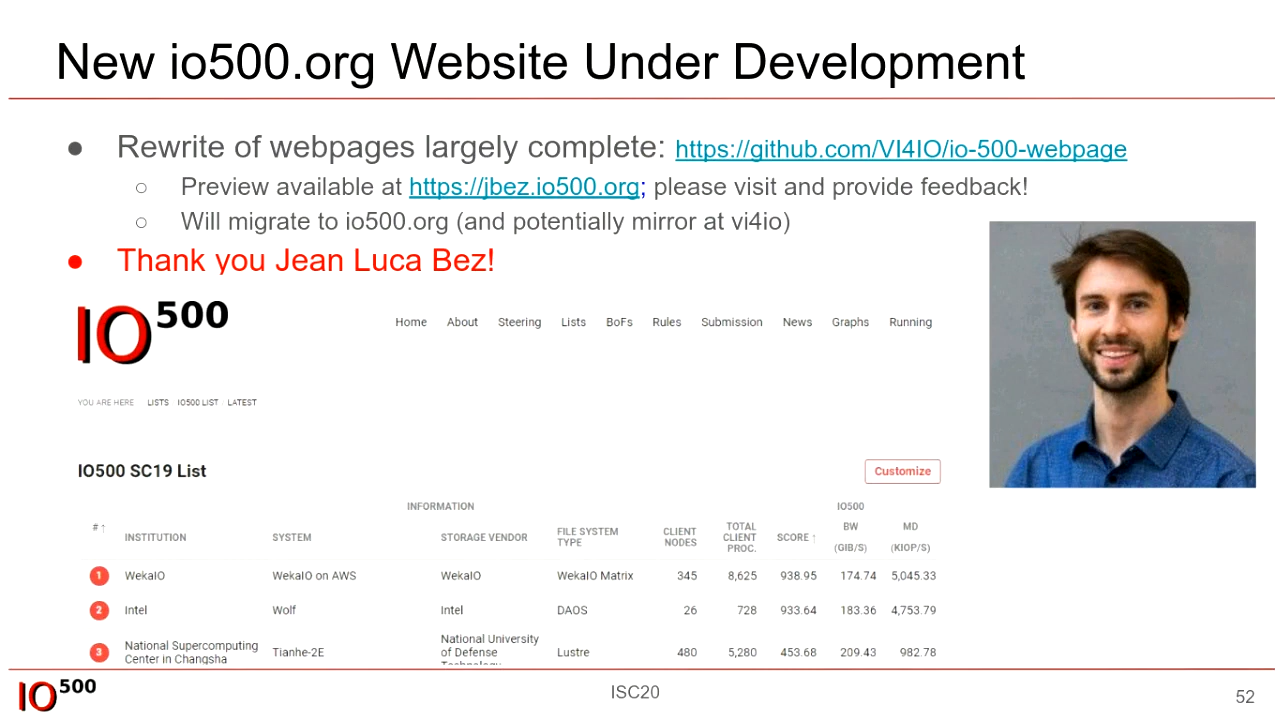 New io500.org Website Under Development
● Rewrite of webpages largely complete: https://github.com/VI4IO/io-500-webpage
○ Preview available at https://jbez.io500.org; please visit and provide feedback!
○ Will migrate to io500.org (and potentially mirror at vi4io)
● Thank you Jean Luca Bez!
IO500
Home About Steering Lists BoFs Rules Submission News Graphs Running
YOU ARE HERE LISTS IO500 LIST LATEST
IO500 SC19 List
Customize
INFORMATION IO500
# ↑ INSTITUTION SYSTEM STORAGE VENDOR FILE SYSTEM TYPE CLIENT NODES TOTAL CLIENT PROC. SCORE ↑ BW (GIB/S) MD (KIOP/S)
1 WekaIO WekaIO on AWS WekaIO WekaIO Matrix 345 8,625 938.95 174.74 5,045.33
2 Intel Wolf Intel DAOS 26 728 933.64 183.36 4,753.79
3 National Supercomputing Center in Changsha Tianhe-2E National University of Defense Technology Lustre 480 5,280 453.68 209.43 982.78
IO500
ISC20
52